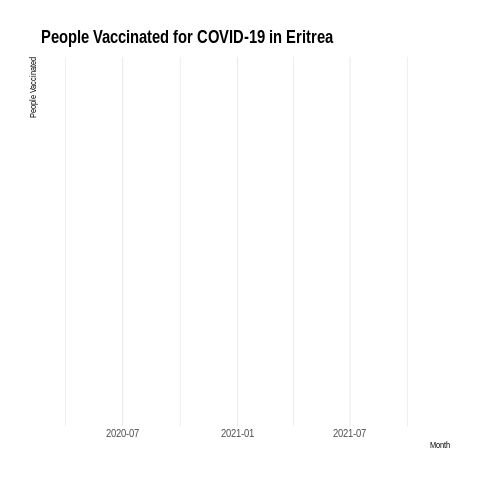 People Vaccinated for COVID-19 in Eritrea
People Vaccinated
2020-07
2021-01
2021-07
Month